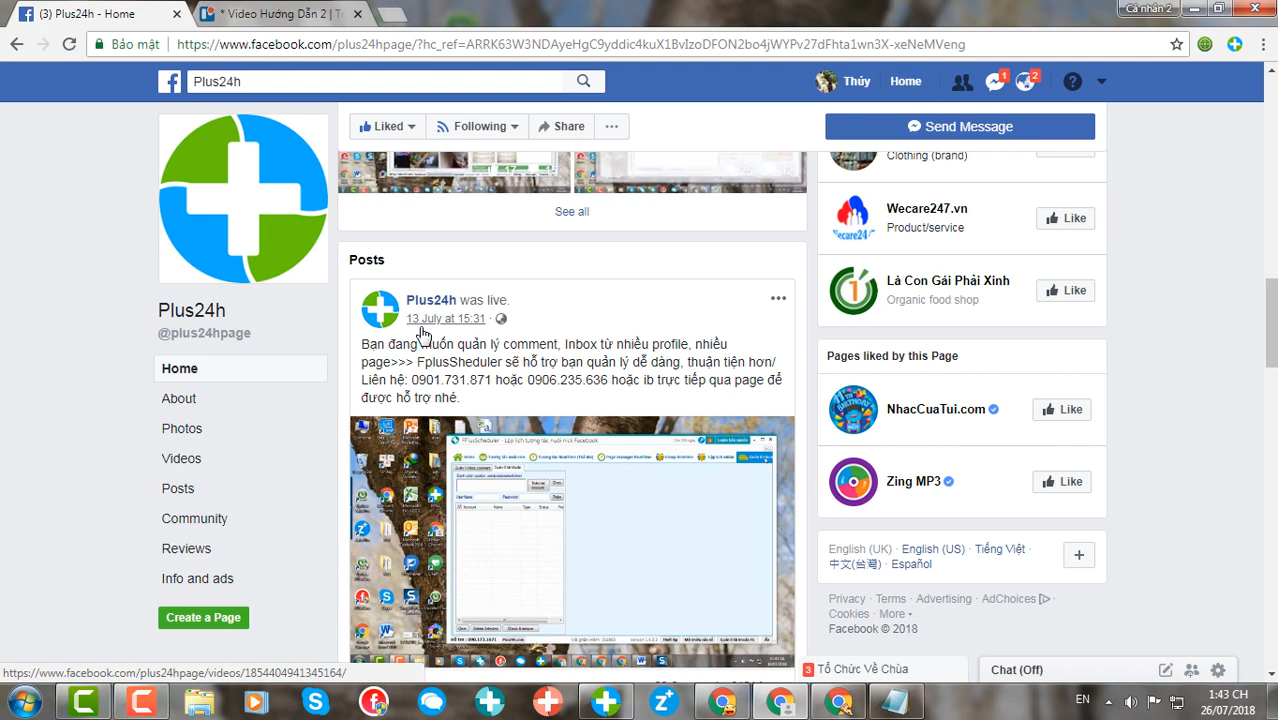 (3) Plus24h - Home
* Video Hướng Dẫn 2 | Tr
Cá nhân 2
Bảo mật
https://www.facebook.com/plus24hpage/?hc_ref=ARRK63W3NDAyeHgC9yddic4kuX1BvIzoDFON2bo4jWYPv27dFhta1wn3X-xeNeMVeng
Plus24h
Thúy
Home
1
2
Liked
Following
Share
Send Message
Clothing (brand)
See all
Wecare247.vn
Product/service
Like
Là Con Gái Phải Xinh
Organic food shop
Like
Plus24h
@plus24hpage
Home
About
Photos
Videos
Posts
Community
Reviews
Info and ads
Create a Page
Posts
Plus24h was live.
13 July at 15:31
Bạn đang muốn quản lý comment, Inbox từ nhiều profile, nhiều
page>>> FplusSheduler sẽ hỗ trợ bạn quản lý dễ dàng, thuận tiện hơn/
Liên hệ: 0901.731.871 hoặc 0906.235.636 hoặc ib trực tiếp qua page để
được hỗ trợ nhé.
Pages liked by this Page
NhacCuaTui.com
Like
Zing MP3
Like
English (UK) · English (US) · Tiếng Việt ·
中文(台灣) · Español
Privacy · Terms · Advertising · AdChoices
Cookies · More
Facebook © 2018
https://www.facebook.com/plus24hpage/videos/1854404941345164/
3 Tổ Chức Về Chùa
Chat (Off)
EN
1:43 CH
26/07/2018